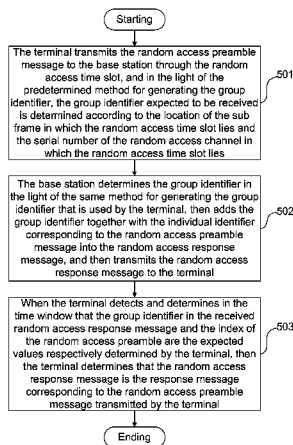 Starting
The terminal transmits the random access preamble
message to the base station through the random
access time slot, and in the light of the
predetermined method for generating the group
identifier, the group identifier expected to be received
is determined according to the location of the sub
frame in which the random access time slot lies and
the serial number of the random access channel in
which the random access time slot lies
501
The base station determines the group identifier in
the light of the same method for generating the group
identifier that is used by the terminal, then adds the
group identifier together with the individual identifier
corresponding to the random access preamble
message into the random access response
message, and then transmits the random access
response message to the terminal
502
When the terminal detects and determines in the
time window that the group identifier in the received
random access response message and the index of
the random access preamble are the expected
values respectively determined by the terminal, then
the terminal determines that the random access
response message is the response message
corresponding to the random access preamble
message transmitted by the terminal
503
Ending